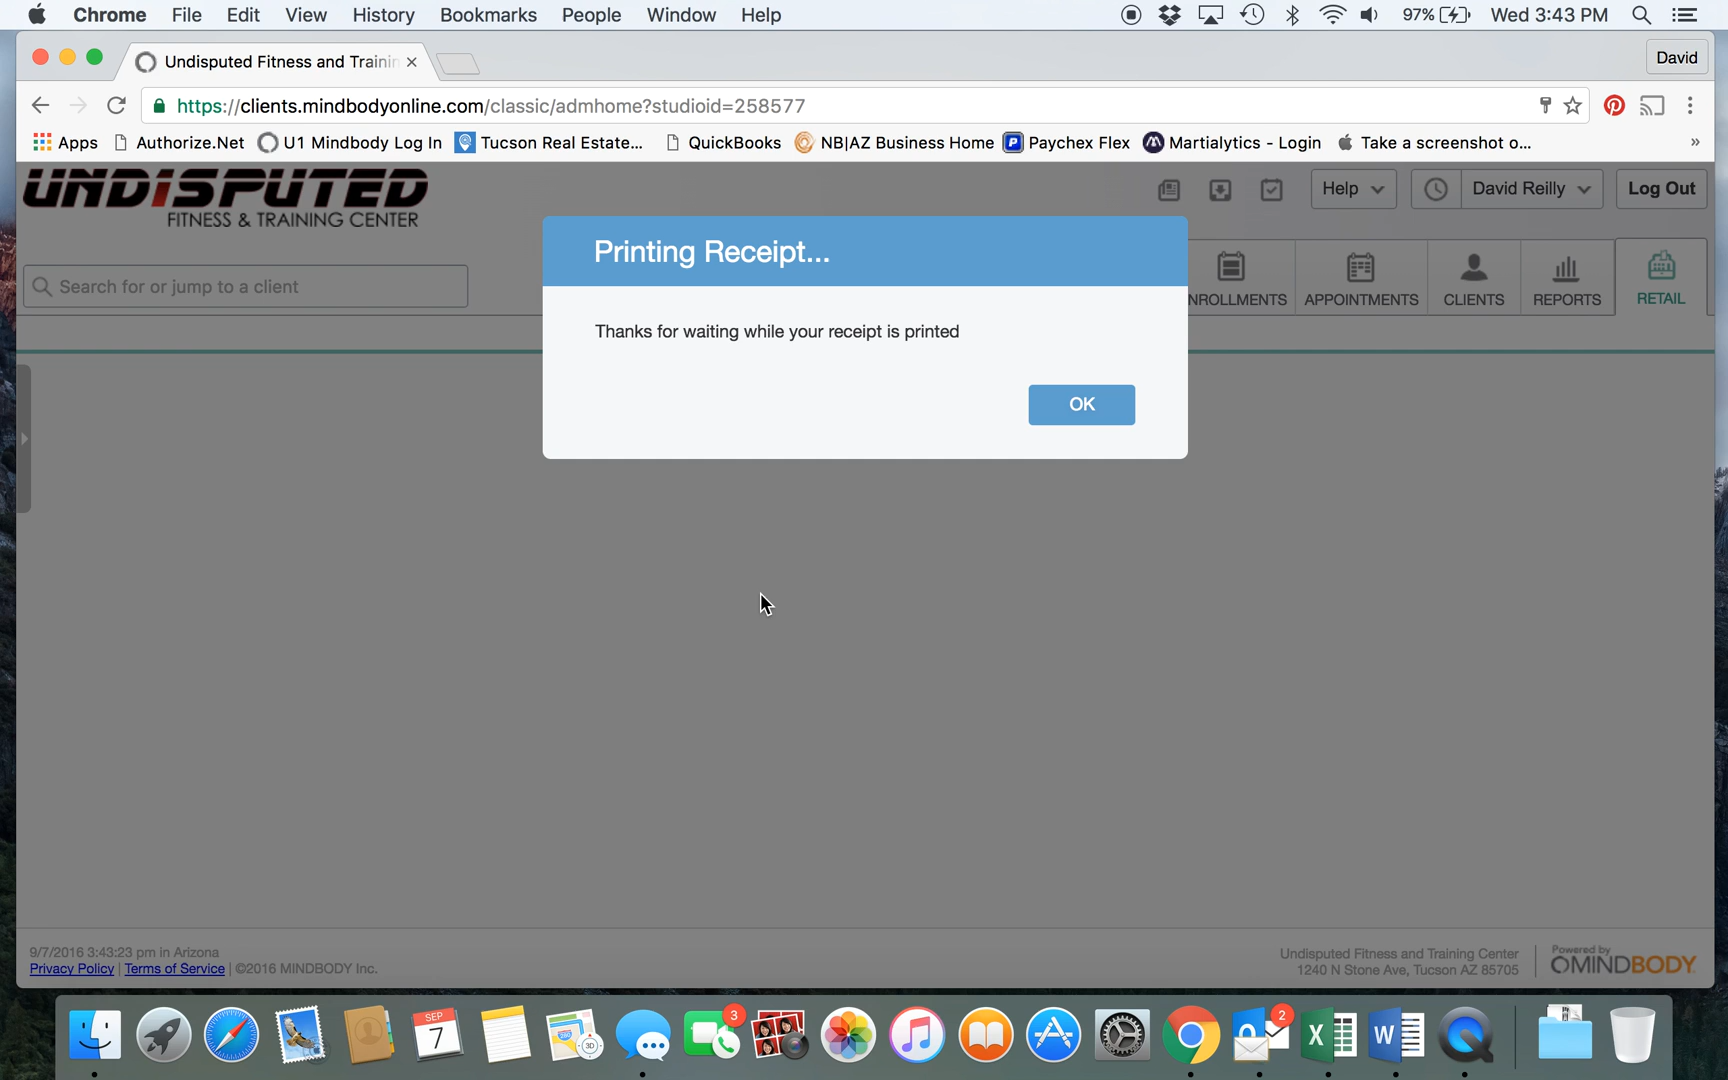 Chrome File Edit View History Bookmarks People Window Help 97% Wed 3:43 PM
Undisputed Fitness and Trainin David
https://clients.mindbodyonline.com/classic/admhome?studioid=258577
Apps Authorize.Net U1 Mindbody Log In Tucson Real Estate... QuickBooks NB|AZ Business Home Paychex Flex Martialytics - Login Take a screenshot o... »
UNDISPUTED
FITNESS & TRAINING CENTER
Help David Reilly Log Out
Printing Receipt...
Search for or jump to a client
NROLLMENTS APPOINTMENTS CLIENTS REPORTS RETAIL
Thanks for waiting while your receipt is printed
OK
9/7/2016 3:43:23 pm in Arizona
Privacy Policy | Terms of Service | ©2016 MINDBODY Inc.
Undisputed Fitness and Training Center
1240 N Stone Ave, Tucson AZ 85705
Powered by
MINDBODY
SEP
7
3D
3
2